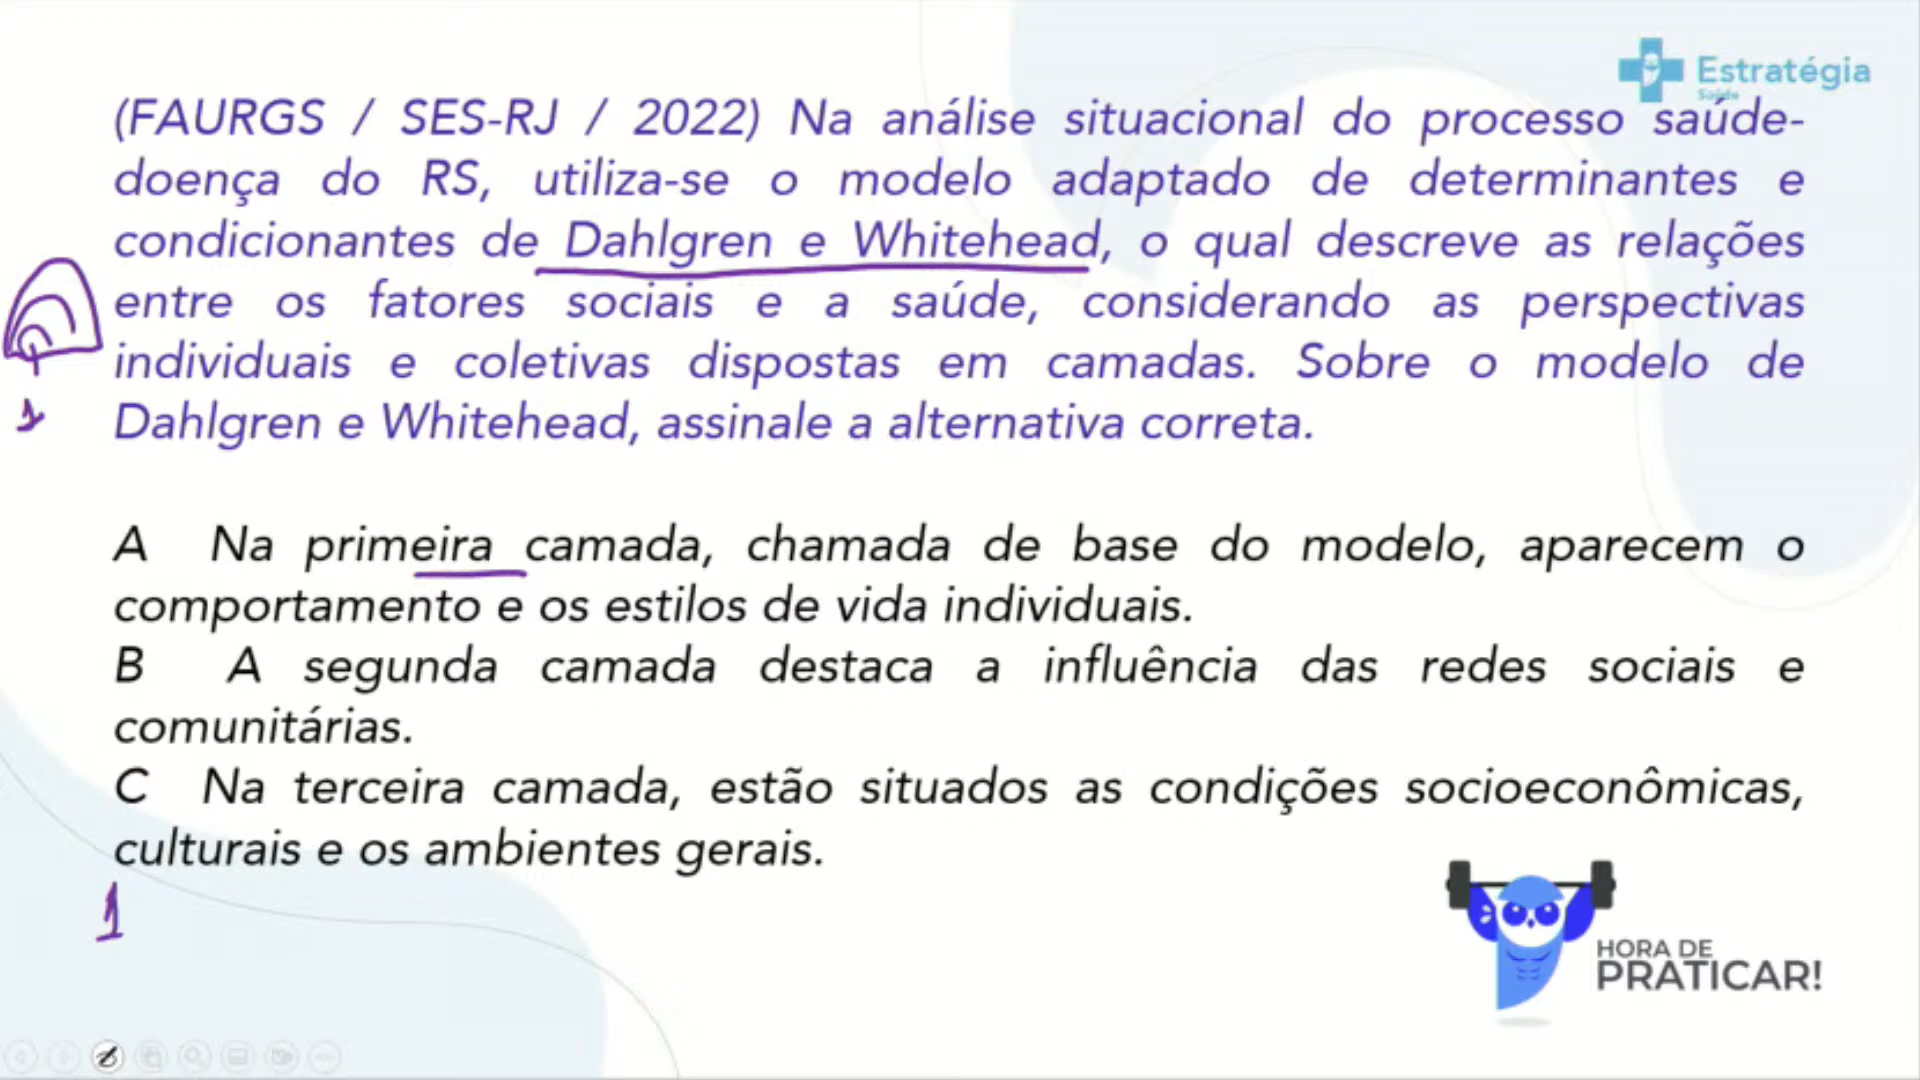 Estratégia
Saúde
(FAURGS / SES-RJ / 2022) Na análise situacional do processo saúde-
doença do RS, utiliza-se o modelo adaptado de determinantes e
condicionantes de Dahlgren e Whitehead, o qual descreve as relações
entre os fatores sociais e a saúde, considerando as perspectivas
individuais e coletivas dispostas em camadas. Sobre o modelo de
1
Dahlgren e Whitehead, assinale a alternativa correta.
A Na primeira camada, chamada de base do modelo, aparecem o
comportamento e os estilos de vida individuais.
B A segunda camada destaca a influência das redes sociais e
comunitárias.
C Na terceira camada, estão situados as condições socioeconômicas,
culturais e os ambientes gerais.
1
HORA DE
PRATICAR!